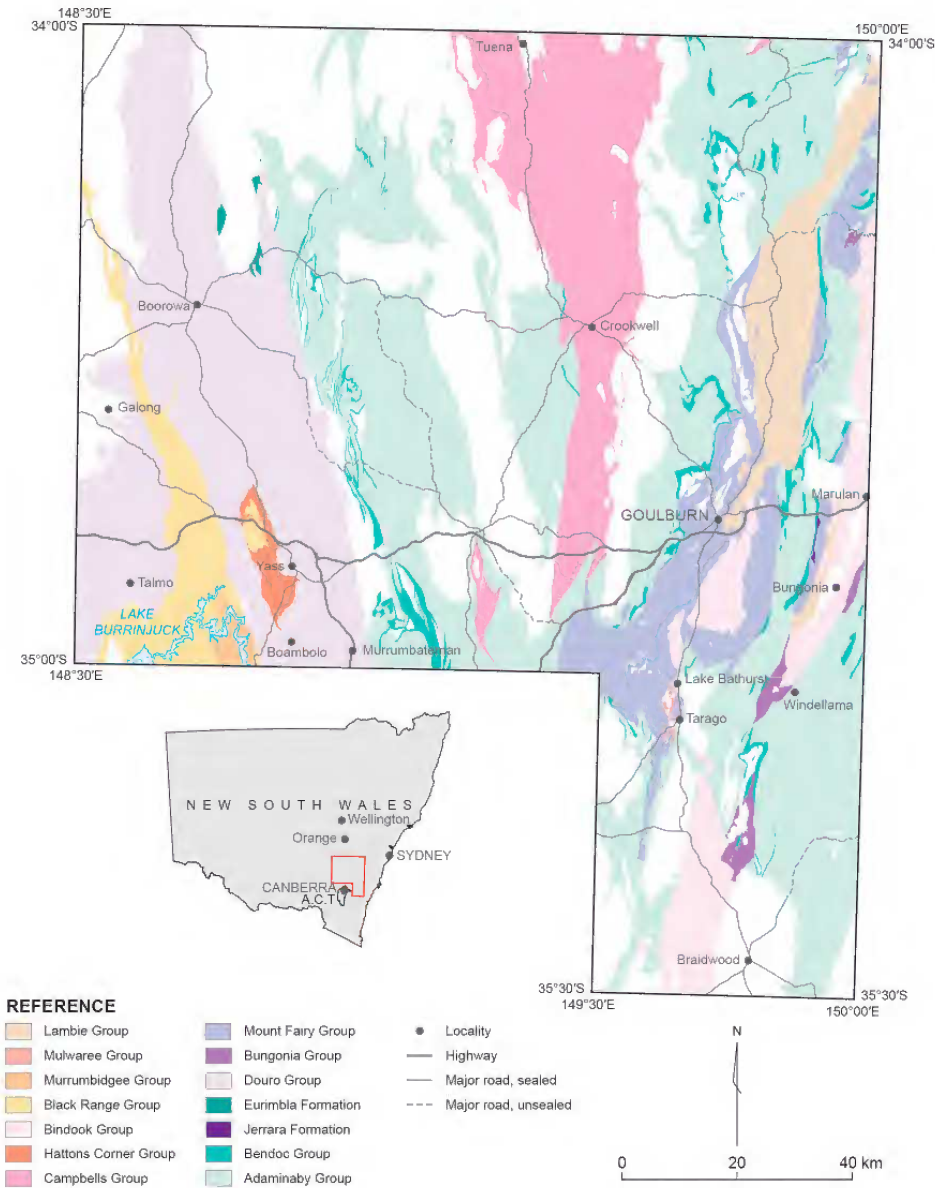 148°30'E
34°00'S
150°00'E
34°00'S
Tuena
Boorowa
Crookwell
Galong
Marulan
GOULBURN
Yass
Talmo
Bungonia
LAKE
BURRINJUCK
Boambolo
Murrumbateman
35°00'S
148°30'E
Lake Bathurst
Windellama
Tarago
NEW SOUTH WALES
Wellington
Orange
SYDNEY
CANBERRA
A.C.T
Braidwood
35°30'S
149°30'E
35°30'S
150°00'E
REFERENCE
Lambie Group
Mulwaree Group
Murrumbidgee Group
Black Range Group
Bindook Group
Hattons Corner Group
Campbells Group
Mount Fairy Group
Bungonia Group
Douro Group
Eurimbla Formation
Jerrara Formation
Bendoc Group
Adaminaby Group
Locality
Highway
Major road, sealed
Major road, unsealed
N
0 20 40 km